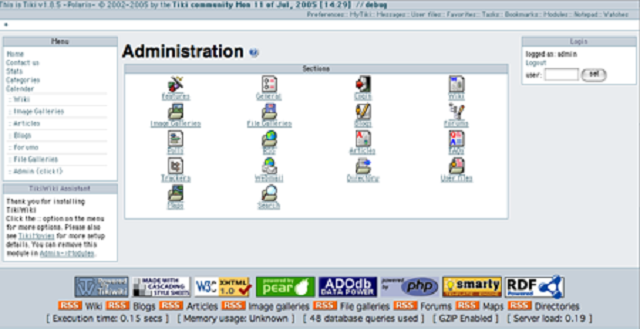 This is Tiki v1.8.5 -Polaris- © 2002-2005 by the Tiki community Mon 11 of Jul, 2005 [14:29] // debug
Preferences:: MyTiki:: Messages:: User files:: Favorites:: Tasks:: Bookmarks:: Modules:: Notepad:: Watches
Menu
Home
Contact us
Stats
Categories
Calendar
:: Wiki
:: Image Galleries
:: Articles
:: Blogs
:: Forums
:: File Galleries
:: Admin (click!)
TikiWiki Assistant
Thank you for installing
TikiWiki!
Click the :: option on the menu
for more options. Please also
see TikiMovies for more setup
details. You can remove this
module in Admin->Modules.
Administration
Sections
Features General Login Wiki
Image Galleries File Galleries Blogs Forums
Polls RSS Articles FAQs
Trackers Webmail Directory User files
Maps Search
Login
logged as: admin
Logout
user: set
Powered by TikiWiki MADE WITH CASCADING STYLE SHEETS W3C XHTML 1.0 powered by pear ADOdb DATA POWER powered by php smarty RDF Powered
RSS Wiki RSS Blogs RSS Articles RSS Image galleries RSS File galleries RSS Forums RSS Maps RSS Directories
[ Execution time: 0.15 secs ] [ Memory usage: Unknown ] [ 48 database queries used ] [ GZIP Enabled ] [ Server load: 0.19 ]